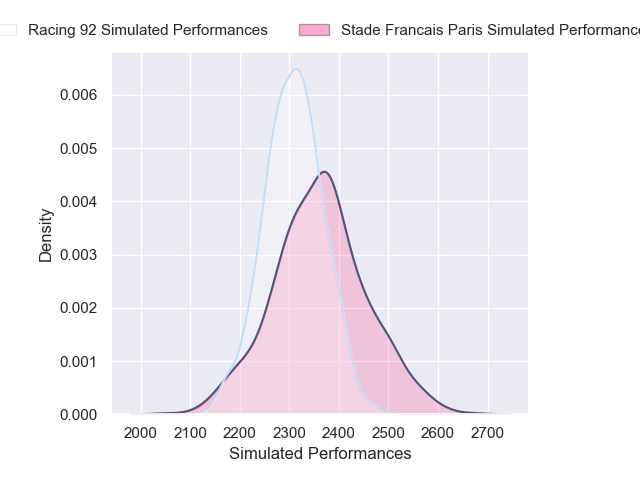 Racing 92 Simulated Performances
Stade Francais Paris Simulated
0.006
0.005
0.004
0.003
0.002
0.001
0.000
Density
2000 2100 2200 2300 2400 2500 2600 2700
Simulated Performances